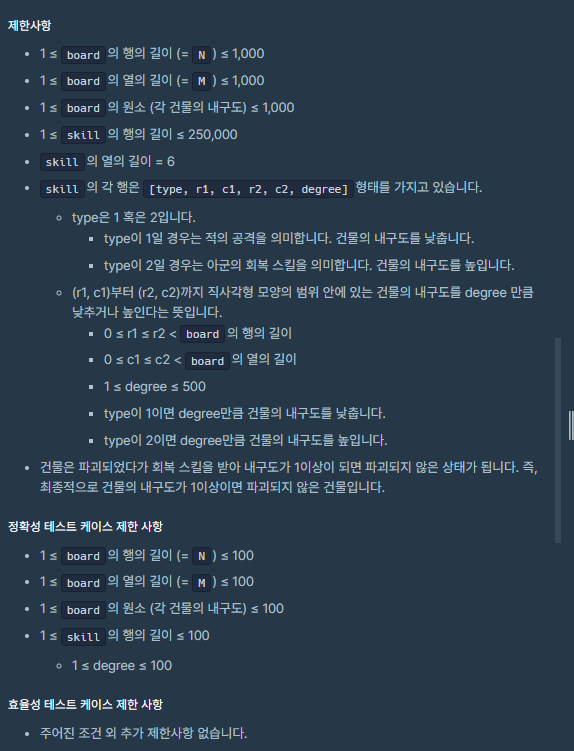 제한사항
1 ≤ board 의 행의 길이 (= N ) ≤ 1,000
1 ≤ board 의 열의 길이 (= M ) ≤ 1,000
1 ≤ board 의 원소 (각 건물의 내구도) ≤ 1,000
1 ≤ skill 의 행의 길이 ≤ 250,000
skill 의 열의 길이 = 6
skill 의 각 행은 [type, r1, c1, r2, c2, degree] 형태를 가지고 있습니다.
type은 1 혹은 2입니다.
type이 1일 경우는 적의 공격을 의미합니다. 건물의 내구도를 낮춥니다.
type이 2일 경우는 아군의 회복 스킬을 의미합니다. 건물의 내구도를 높입니다.
(r1, c1)부터 (r2, c2)까지 직사각형 모양의 범위 안에 있는 건물의 내구도를 degree 만큼
낮추거나 높인다는 뜻입니다.
0 ≤ r1 ≤ r2 < board 의 행의 길이
0 ≤ c1 ≤ c2 < board 의 열의 길이
1 ≤ degree ≤ 500
type이 1이면 degree만큼 건물의 내구도를 낮춥니다.
type이 2이면 degree만큼 건물의 내구도를 높입니다.
건물은 파괴되었다가 회복 스킬을 받아 내구도가 1이상이 되면 파괴되지 않은 상태가 됩니다. 즉,
최종적으로 건물의 내구도가 1이상이면 파괴되지 않은 건물입니다.
정확성 테스트 케이스 제한 사항
1 ≤ board 의 행의 길이 (= N ) ≤ 100
1 ≤ board 의 열의 길이 (= M ) ≤ 100
1 ≤ board 의 원소 (각 건물의 내구도) ≤ 100
1 ≤ skill 의 행의 길이 ≤ 100
1 ≤ degree ≤ 100
효율성 테스트 케이스 제한 사항
주어진 조건 외 추가 제한사항 없습니다.